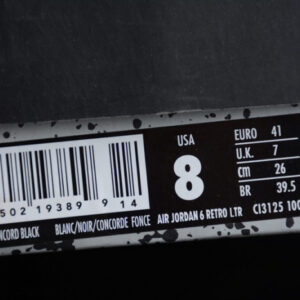 USA
8
EURO 41
U.K. 7
cm 26
BR 39.5
502 19389 9 14
NCORD BLACK BLANC/NOIR/CONCORDE FONCE AIR JORDAN 6 RETRO LTR CI3125 100